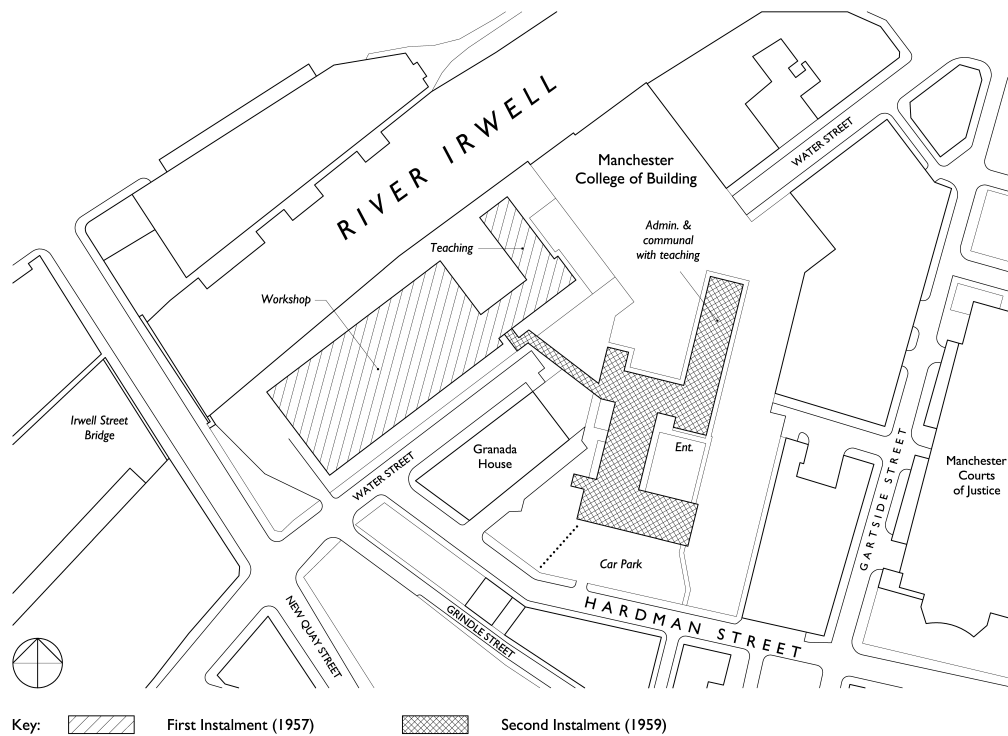 RIVER IRWELL
Manchester
College of Building
WATER STREET
Admin. &
communal
with teaching
Teaching
Workshop
Irwell Street
Bridge
Granada
House
Ent.
WATER STREET
Manchester
Courts
of Justice
GARTSIDE STREET
Car Park
HARDMAN STREET
GRINDLE STREET
NEW QUAY STREET
Key:
First Instalment (1957)
Second Instalment (1959)